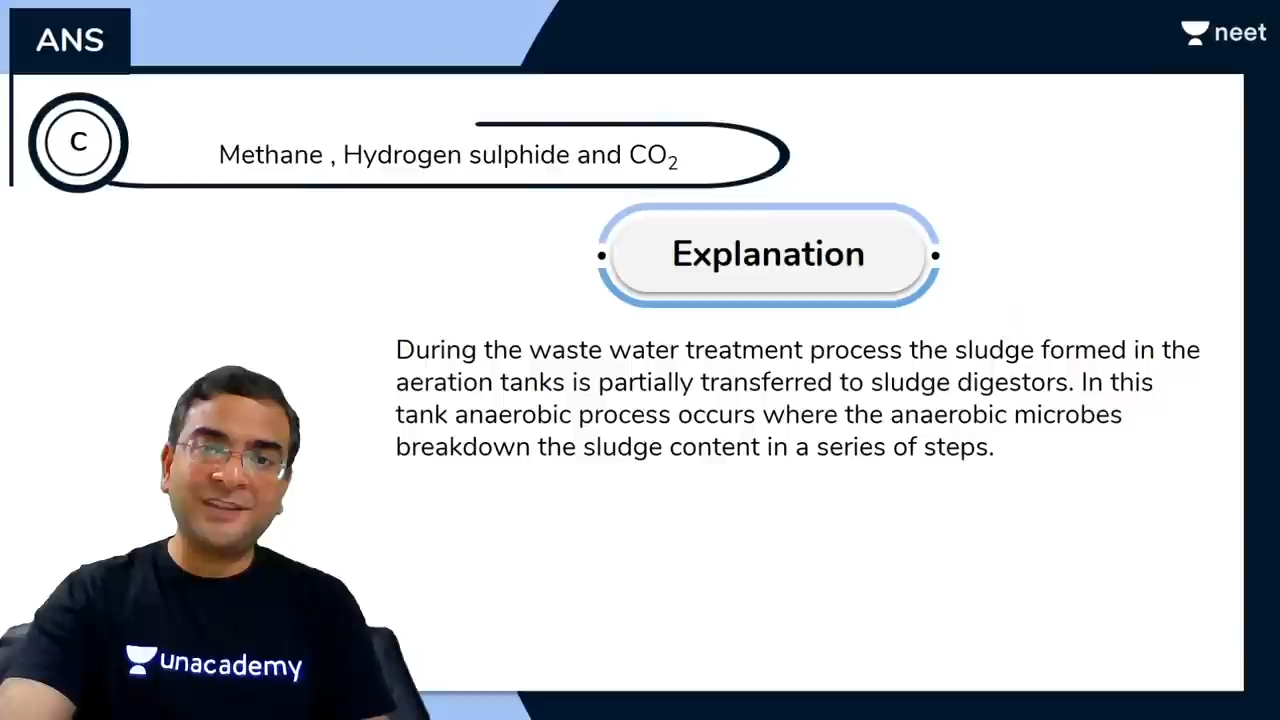 ANS
neet
C
Methane , Hydrogen sulphide and CO₂
Explanation
During the waste water treatment process the sludge formed in the
aeration tanks is partially transferred to sludge digestors. In this
tank anaerobic process occurs where the anaerobic microbes
breakdown the sludge content in a series of steps.
unacademy